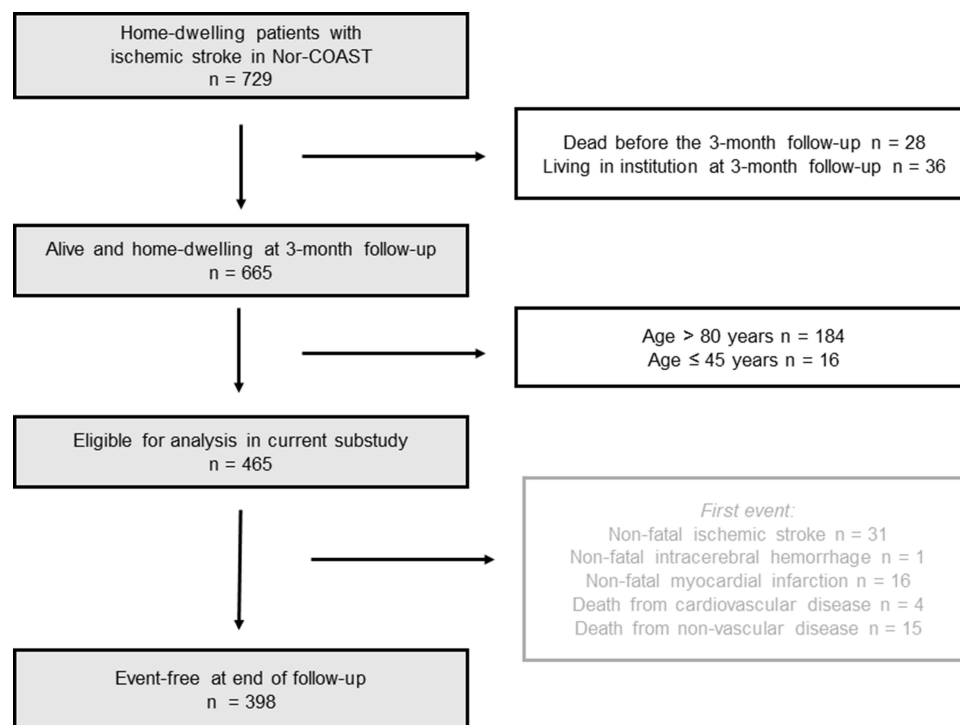 Home-dwelling patients with
ischemic stroke in Nor-COAST
n = 729
Dead before the 3-month follow-up n = 28
Living in institution at 3-month follow-up n = 36
Alive and home-dwelling at 3-month follow-up
n = 665
Age > 80 years n = 184
Age ≤ 45 years n = 16
Eligible for analysis in current substudy
n = 465
First event:
Non-fatal ischemic stroke n = 31
Non-fatal intracerebral hemorrhage n = 1
Non-fatal myocardial infarction n = 16
Death from cardiovascular disease n = 4
Death from non-vascular disease n = 15
Event-free at end of follow-up
n = 398